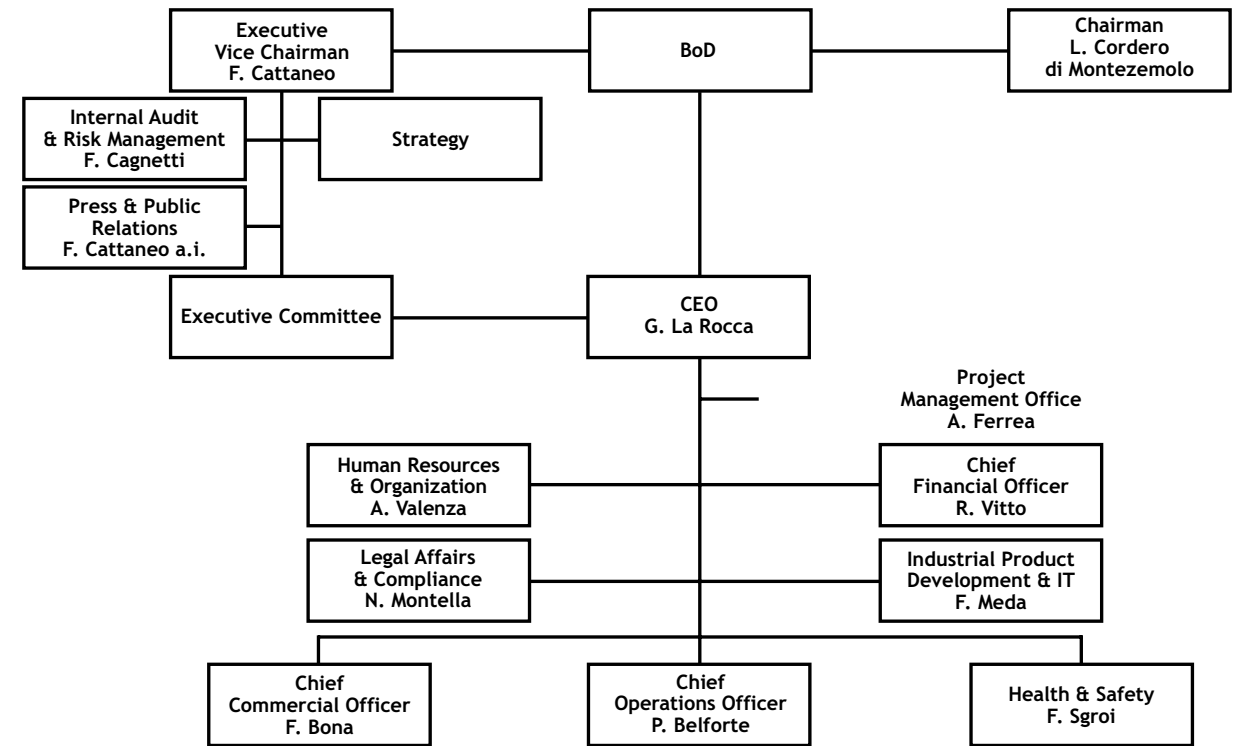 Executive
Vice Chairman
F. Cattaneo
BoD
Chairman
L. Cordero
di Montezemolo
Internal Audit
& Risk Management
F. Cagnetti
Strategy
Press & Public
Relations
F. Cattaneo a.i.
Executive Committee
CEO
G. La Rocca
Project
Management Office
A. Ferrea
Human Resources
& Organization
A. Valenza
Chief
Financial Officer
R. Vitto
Legal Affairs
& Compliance
N. Montella
Industrial Product
Development & IT
F. Meda
Chief
Commercial Officer
F. Bona
Chief
Operations Officer
P. Belforte
Health & Safety
F. Sgroi